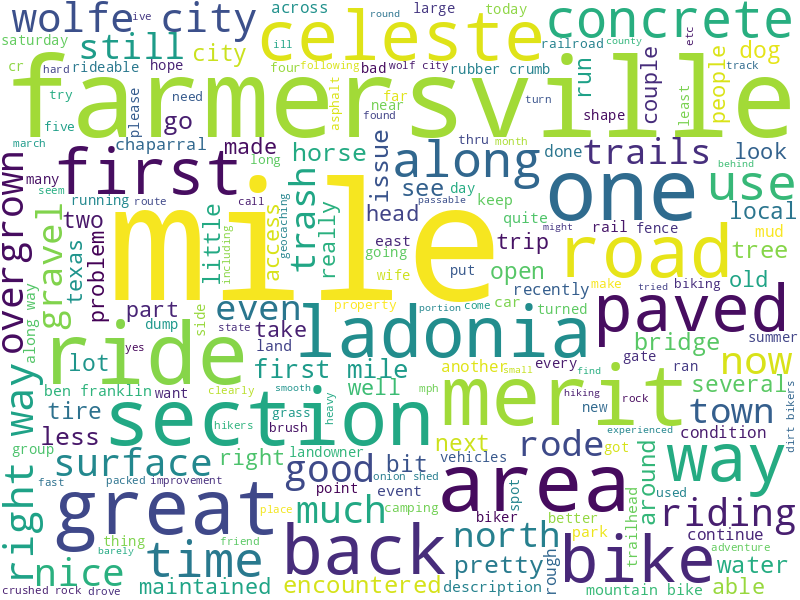 wolfe city
ive
round
across
large
today
concrete
etc
saturday
still
city
celeste
ill
railroad
county
track
cr
hard
rideable
hope
four
following
bad
wolf city
rubber crumb
run
couple
people
dog
farmersville
try
please
need
asphalt
far
near
found
turn
shape
least
five
go
march
chaparral
made
long
horse
issue
along
thru
month
done
trails
look
behind
overgrown
first
many
seem
running
route
call
trash
see
day
passable
keep
one
might
use
local
gravel
texas
two
problem
mile
little
including
access
geocaching
really
head
east
going
quite
wife
put
trip
rail
fence
road
mud
tree
along way
part
side
even
property
open
recently
make
tried
biking
old
dump
state
take
ladonia
portion
come
car
turned
paved
summer
ride
yes
land
another
every
gate
ran
bridge
lot
first mile
small
find
now
ben franklin
want
clearly
smooth
mph
well
merit
hiking
rock
several
tire
section
grass
heavy
new
experienced
dirt bikers
right way
group
less
hikers
brush
next
rode
got
town
condition
surface
right
landowner
good
bit
vehicles
area
around
way
fast
packed
improvement
point
onion shed
event
camping
spot
used
great
place
much
biker
better
riding
thing
friend
back
north
park
trailhead
continue
nice
barely
time
encountered
pretty
rough
bike
able
adventure
water
crushed rock
drove
maintained
description
mountain bike